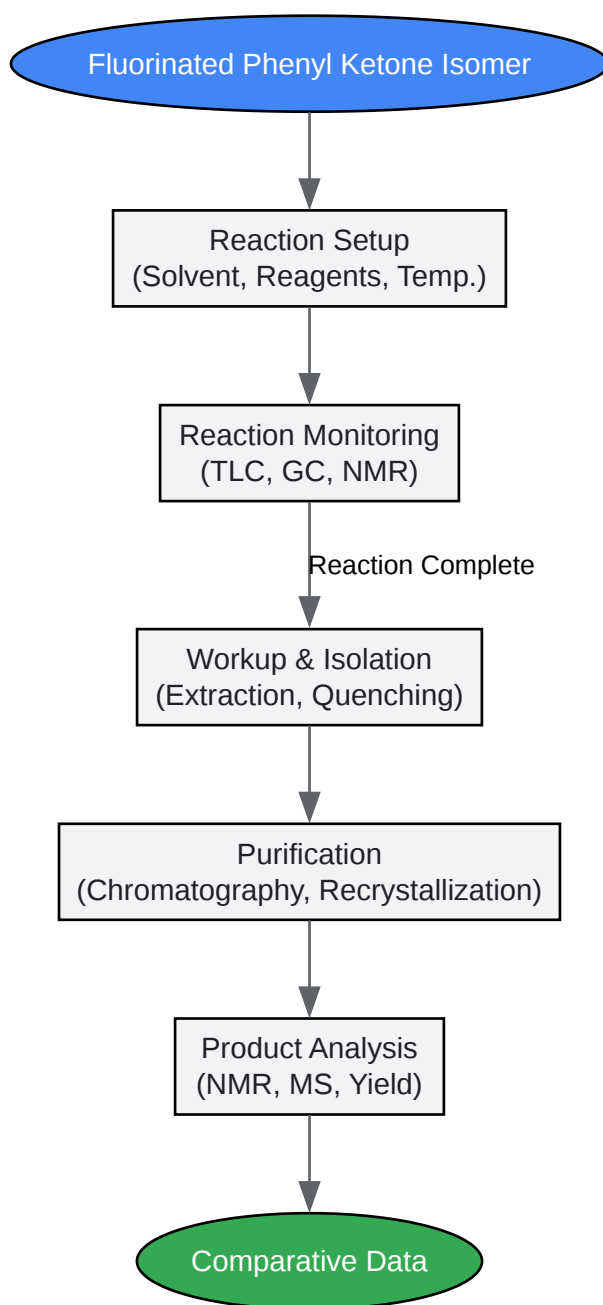 Fluorinated Phenyl Ketone Isomer
Reaction Setup
(Solvent, Reagents, Temp.)
Reaction Monitoring
(TLC, GC, NMR)
Reaction Complete
Workup & Isolation
(Extraction, Quenching)
Purification
(Chromatography, Recrystallization)
Product Analysis
(NMR, MS, Yield)
Comparative Data